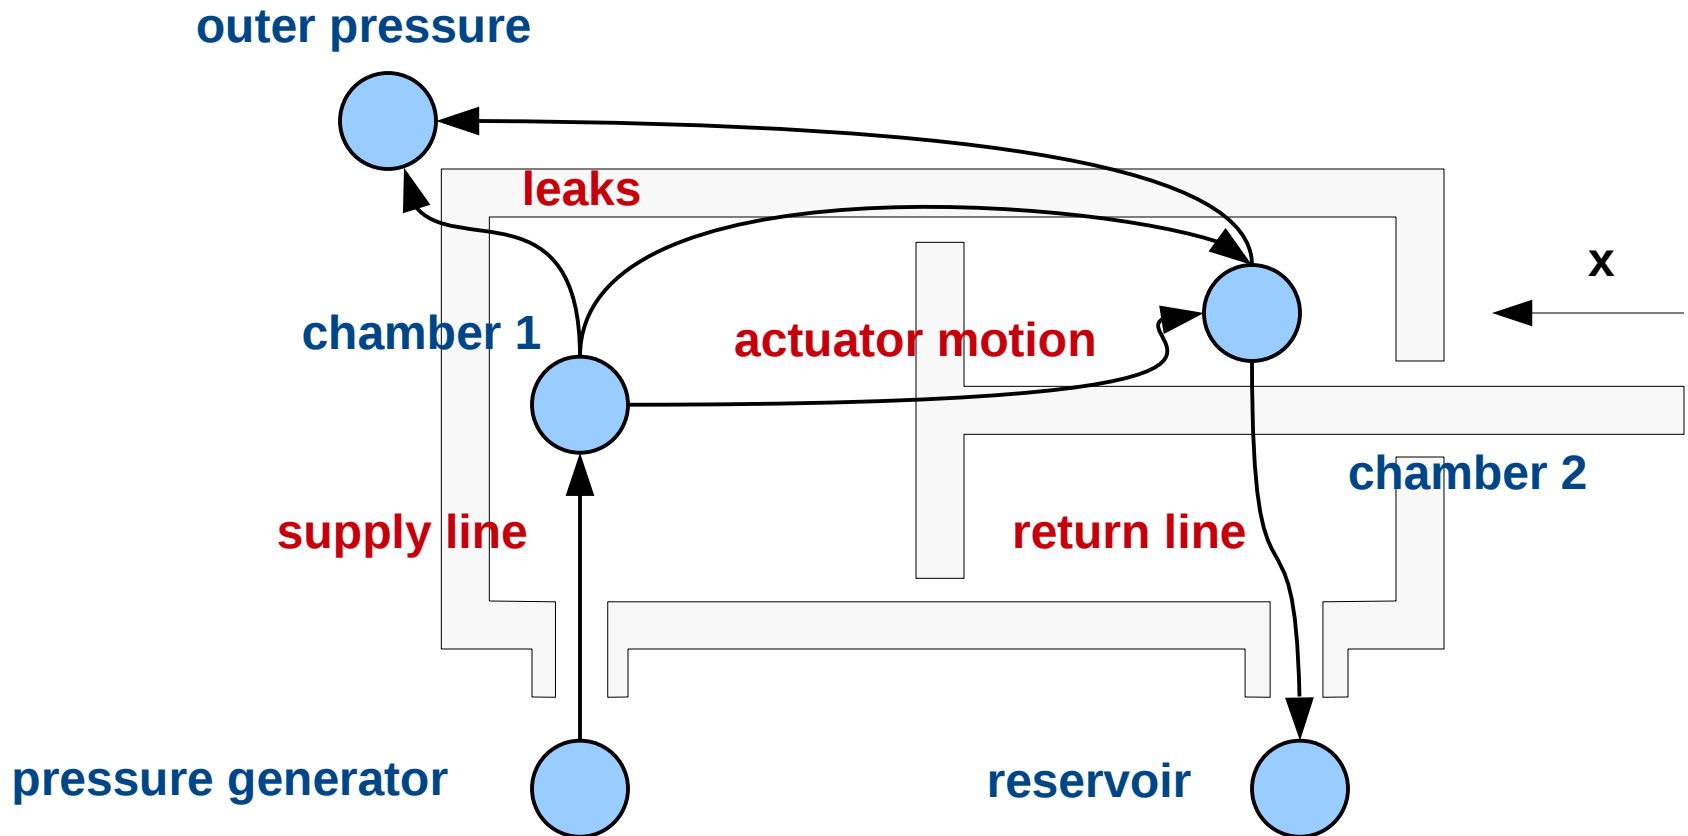 outer pressure
leaks
x
chamber 1
actuator motion
chamber 2
supply line
return line
pressure generator
reservoir